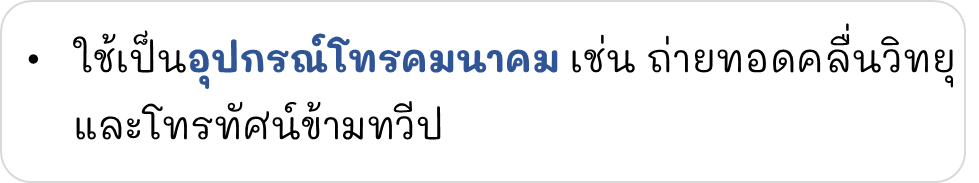 • ใช้เป็นอุปกรณ์โทรคมนาคม เช่น ถ่ายทอดคลื่นวิทยุ
และโทรทัศน์ข้ามทวีป